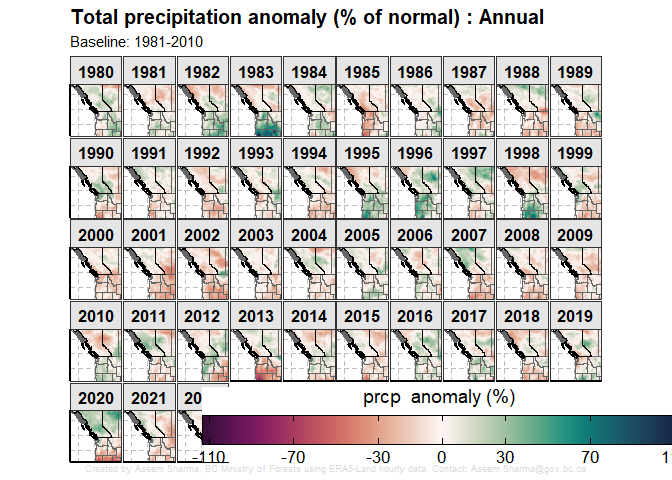 Total precipitation anomaly (% of normal) : Annual
Baseline: 1981-2010
1980 1981 1982 1983 1984 1985 1986 1987 1988 1989
1990 1991 1992 1993 1994 1995 1996 1997 1998 1999
2000 2001 2002 2003 2004 2005 2006 2007 2008 2009
2010 2011 2012 2013 2014 2015 2016 2017 2018 2019
2020 2021 20
prcp anomaly (%)
-110 -70 -30 0 30 70 1
Created by Aseem Sharma, BC Ministry of Forests using ERA5-Land hourly data. Contact: Aseem.Sharma@gov.bc.ca